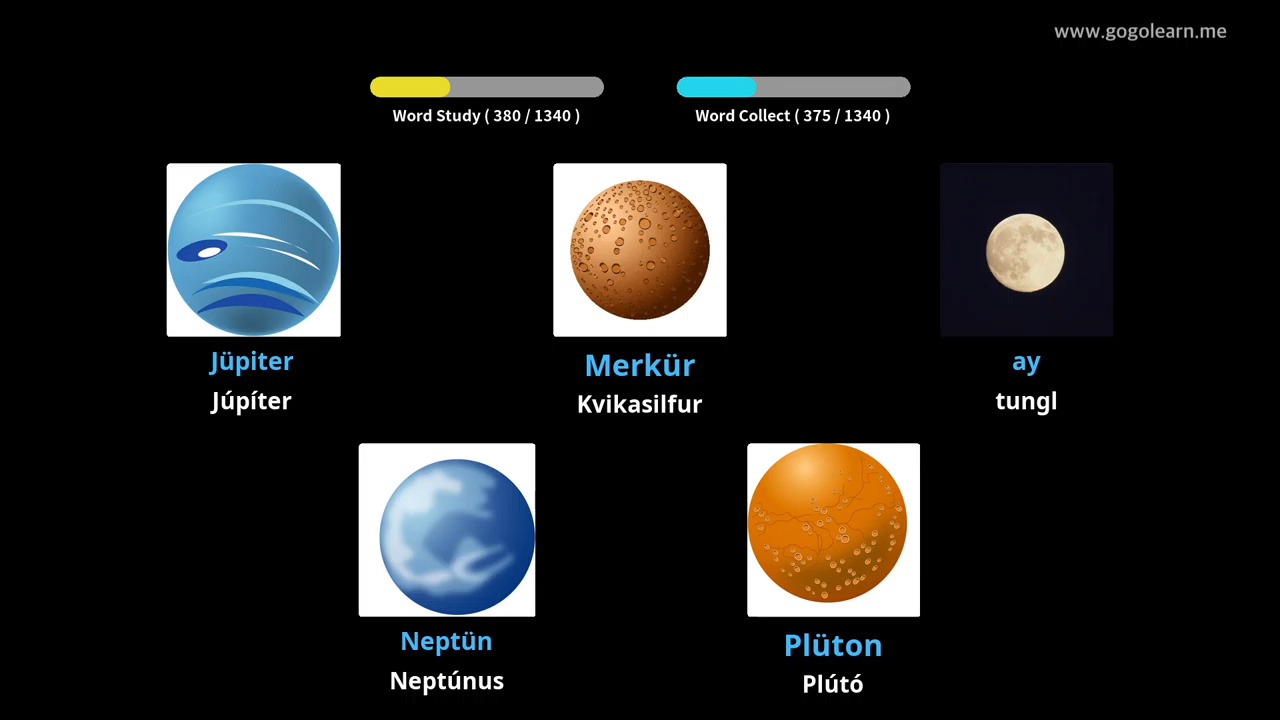 www.gogolearn.me
Word Study ( 380 / 1340 )
Word Collect ( 375 / 1340 )
Jüpiter
Júpíter
Merkür
Kvikasilfur
ay
tungl
Neptün
Neptúnus
Plüton
Plútó